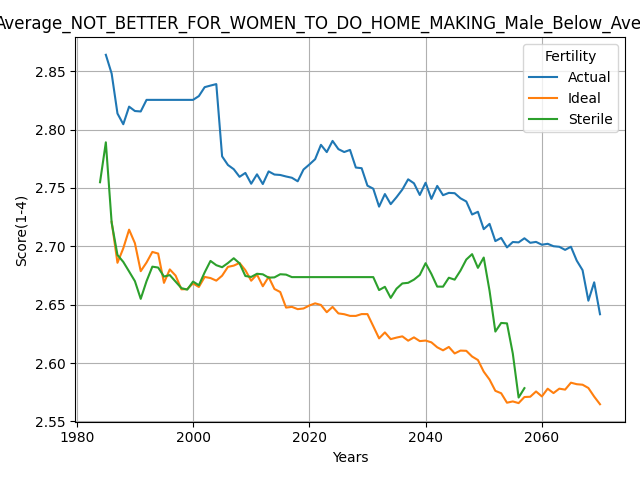 Average_NOT_BETTER_FOR_WOMEN_TO_DO_HOME_MAKING_Male_Below_Ave
2.85
2.80
2.75
2.70
2.65
2.60
2.55
Score(1-4)
Fertility
Actual
Ideal
Sterile
1980 2000 2020 2040 2060
Years